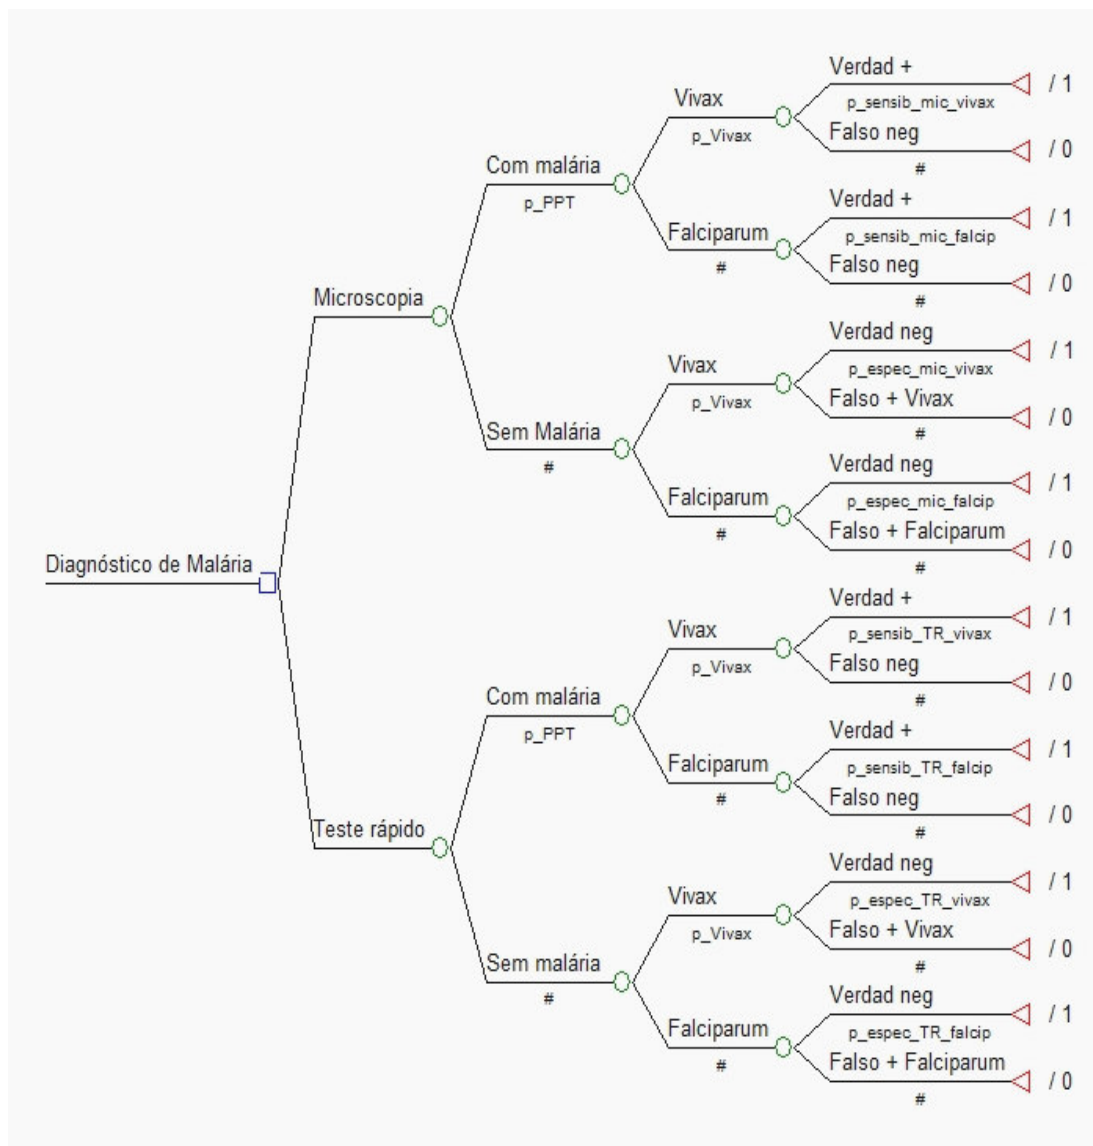 Verdad +
/ 1
Vivax
p_sensib_mic_vivax
p_Vivax
Falso neg
/ 0
#
Com malária
p_PPT
Verdad +
/ 1
Falciparum
p_sensib_mic_falcip
#
Falso neg
/ 0
#
Microscopia
Verdad neg
/ 1
Vivax
p_espec_mic_vivax
p_Vivax
Falso + Vivax
/ 0
#
Sem Malária
#
Verdad neg
/ 1
Falciparum
p_espec_mic_falcip
#
Falso + Falciparum
/ 0
#
Diagnóstico de Malária
Verdad +
/ 1
Vivax
p_sensib_TR_vivax
p_Vivax
Falso neg
/ 0
#
Com malária
p_PPT
Verdad +
/ 1
Falciparum
p_sensib_TR_falcip
#
Falso neg
/ 0
#
Teste rápido
Verdad neg
/ 1
Vivax
p_espec_TR_vivax
p_Vivax
Falso + Vivax
/ 0
#
Sem malária
#
Verdad neg
/ 1
Falciparum
p_espec_TR_falcip
#
Falso + Falciparum
/ 0
#